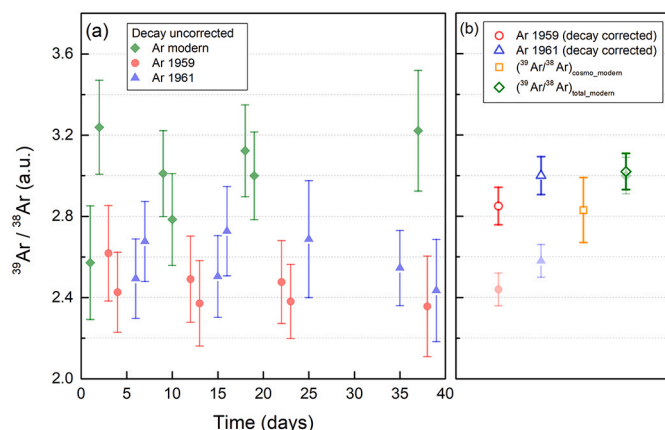 (a)
Decay uncorrected
Ar modern
Ar 1959
Ar 1961
(b)
Ar 1959 (decay corrected)
Ar 1961 (decay corrected)
(³⁹Ar/³⁸Ar)cosmo_modern
(³⁹Ar/³⁸Ar)total_modern
³⁹Ar / ³⁸Ar (a.u.)
3.6
3.2
2.8
2.4
2.0
0
5
10
15
20
25
30
35
40
Time (days)